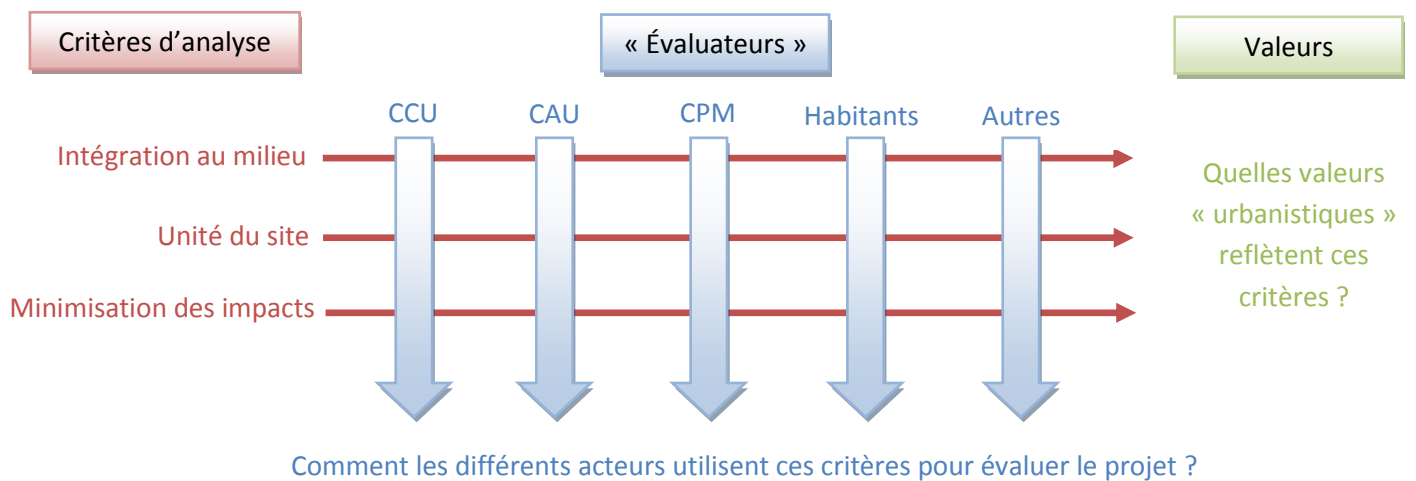 Critères d’analyse
« Évaluateurs »
Valeurs
CCU
CAU
CPM
Habitants
Autres
Intégration au milieu
Unité du site
Minimisation des impacts
Quelles valeurs
« urbanistiques »
reflètent ces
critères ?
Comment les différents acteurs utilisent ces critères pour évaluer le projet ?